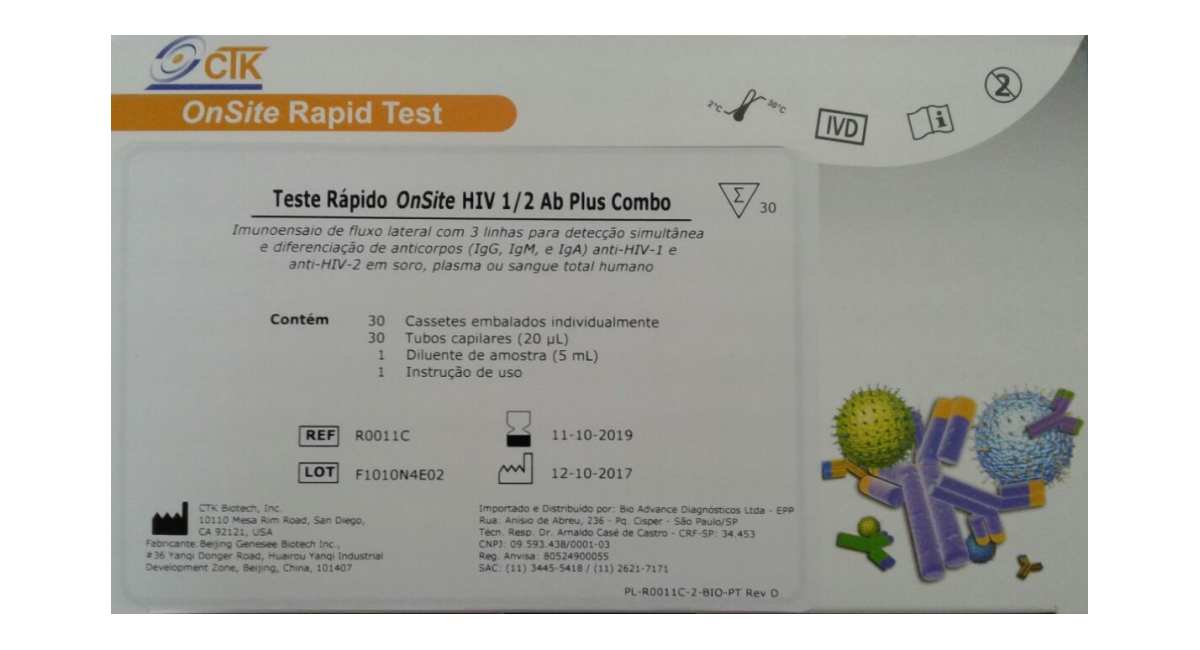 CTK
OnSite Rapid Test
2°C 30°C
IVD
i
2
Teste Rápido OnSite HIV 1/2 Ab Plus Combo
Σ 30
Imunoensaio de fluxo lateral com 3 linhas para detecção simultânea
e diferenciação de anticorpos (IgG, IgM, e IgA) anti-HIV-1 e
anti-HIV-2 em soro, plasma ou sangue total humano
Contém 30 Cassetes embalados individualmente
30 Tubos capilares (20 µL)
1 Diluente de amostra (5 mL)
1 Instrução de uso
REF R0011C 11-10-2019
LOT F1010N4E02 12-10-2017
CTK Biotech, Inc.
10110 Mesa Rim Road, San Diego,
CA 92121, USA
Fabricante: Beijing Genesee Biotech Inc.,
#36 Yanqi Donger Road, Huairou Yanqi Industrial
Development Zone, Beijing, China, 101407
Importado e Distribuido por: Bio Advance Diagnósticos Ltda - EPP
Rua: Anisio de Abreu, 236 - Pq. Cisper - São Paulo/SP
Técn. Resp. Dr. Arnaldo Casé de Castro - CRF-SP: 34.453
CNPJ: 09.593.438/0001-03
Reg. Anvisa: 80524900055
SAC: (11) 3445-5418 / (11) 2621-7171
PL-R0011C-2-BIO-PT Rev D